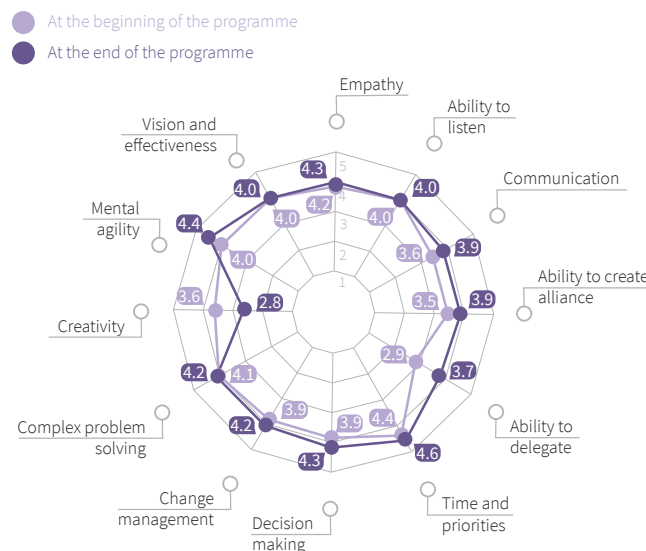 At the beginning of the programme
At the end of the programme
Empathy
Ability to
listen
Vision and
effectiveness
4.3
5
4.0
4.0
Communication
4
4.2
4.0
4.0
Mental
agility
4.4
3
3.6
3.9
4.0
2
Ability to create
alliance
3.6
2.8
1
3.5
3.9
Creativity
2.9
4.2
4.1
3.7
Complex problem
solving
3.9
3.9
4.4
Ability to
delegate
4.2
4.3
4.6
Change
management
Decision
making
Time and
priorities